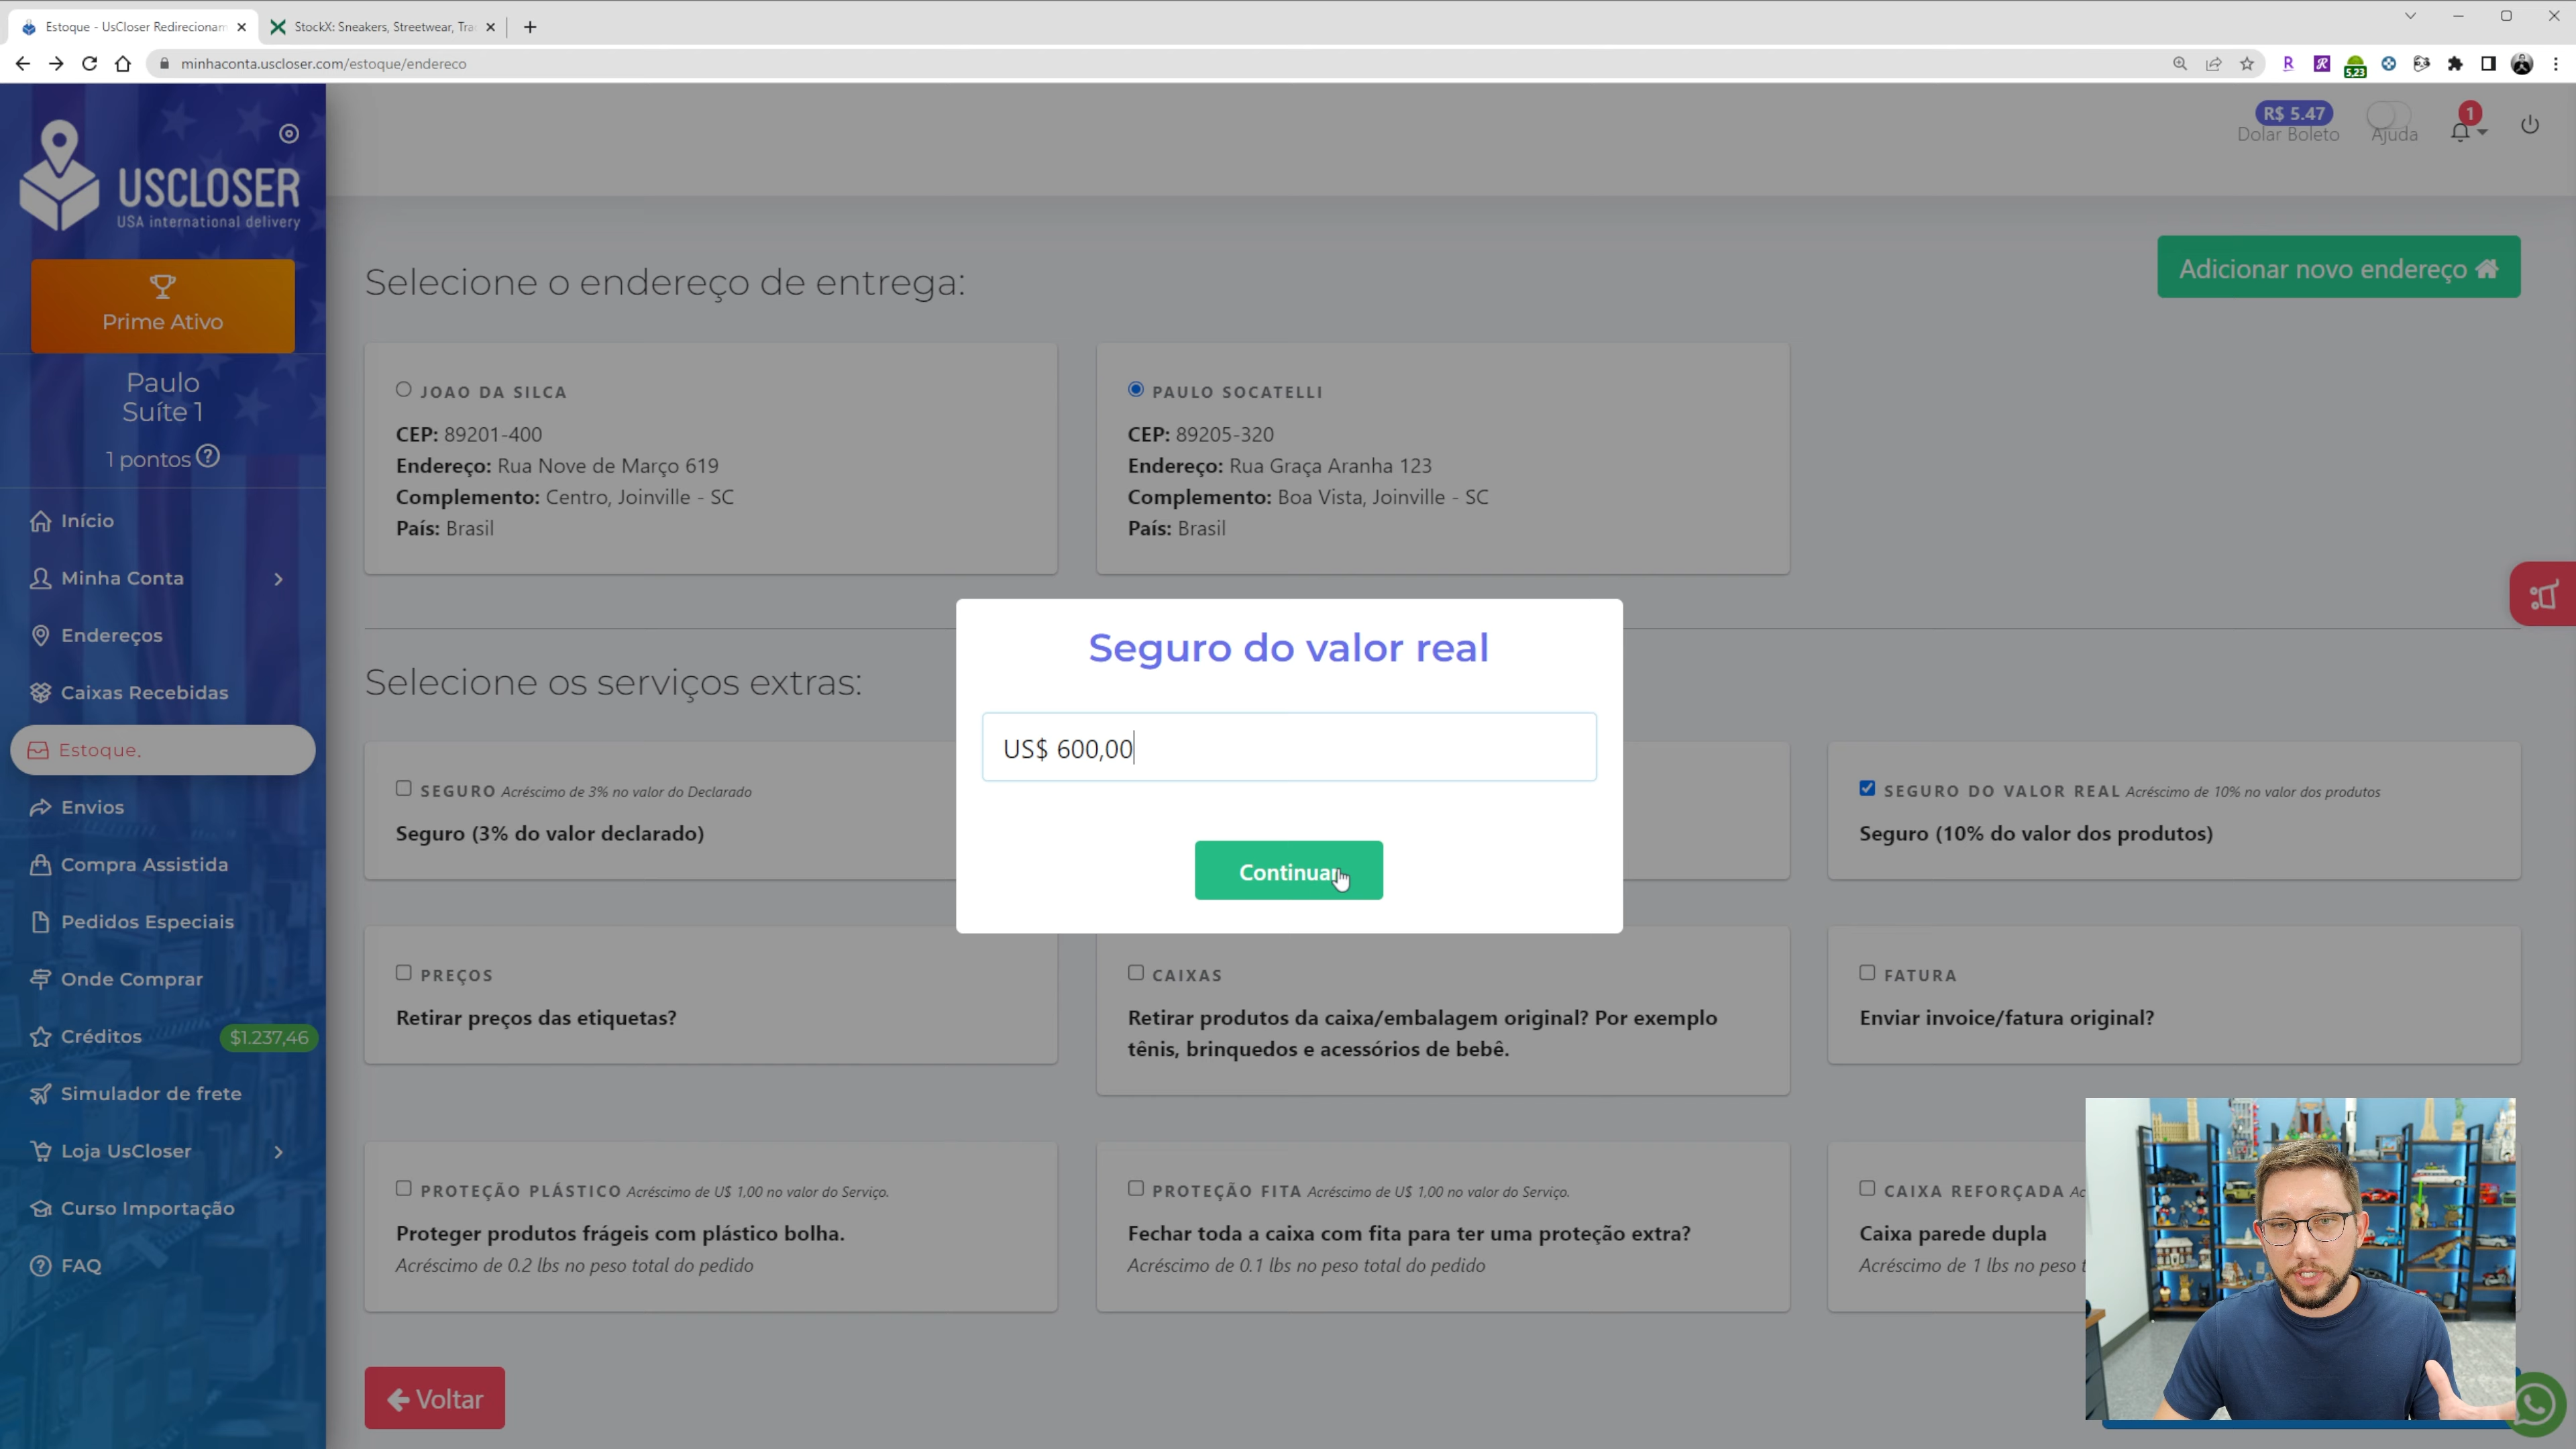 Estoque - UsCloser Redirecionam
StockX: Sneakers, Streetwear, Tra
minhaconta.uscloser.com/estoque/endereco
5,23
USCLOSER
USA international delivery
Prime Ativo
Paulo
Suíte 1
1 pontos
Início
Minha Conta
Endereços
Caixas Recebidas
Estoque.
Envios
Compra Assistida
Pedidos Especiais
Onde Comprar
Créditos $1.237,46
Simulador de frete
Loja UsCloser
Curso Importação
FAQ
R$ 5.47
Dolar Boleto
Ajuda
1
Selecione o endereço de entrega:
Adicionar novo endereço
JOAO DA SILCA
CEP: 89201-400
Endereço: Rua Nove de Março 619
Complemento: Centro, Joinville - SC
País: Brasil
PAULO SOCATELLI
CEP: 89205-320
Endereço: Rua Graça Aranha 123
Complemento: Boa Vista, Joinville - SC
País: Brasil
Selecione os serviços extras:
Seguro do valor real
US$ 600,00
Continuar
SEGURO Acréscimo de 3% no valor do Declarado
Seguro (3% do valor declarado)
SEGURO DO VALOR REAL Acréscimo de 10% no valor dos produtos
Seguro (10% do valor dos produtos)
PREÇOS
Retirar preços das etiquetas?
CAIXAS
Retirar produtos da caixa/embalagem original? Por exemplo
tênis, brinquedos e acessórios de bebê.
FATURA
Enviar invoice/fatura original?
PROTEÇÃO PLÁSTICO Acréscimo de U$ 1,00 no valor do Serviço.
Proteger produtos frágeis com plástico bolha.
Acréscimo de 0.2 lbs no peso total do pedido
PROTEÇÃO FITA Acréscimo de U$ 1,00 no valor do Serviço.
Fechar toda a caixa com fita para ter uma proteção extra?
Acréscimo de 0.1 lbs no peso total do pedido
CAIXA REFORÇADA Ac
Caixa parede dupla
Acréscimo de 1 lbs no peso t
Voltar